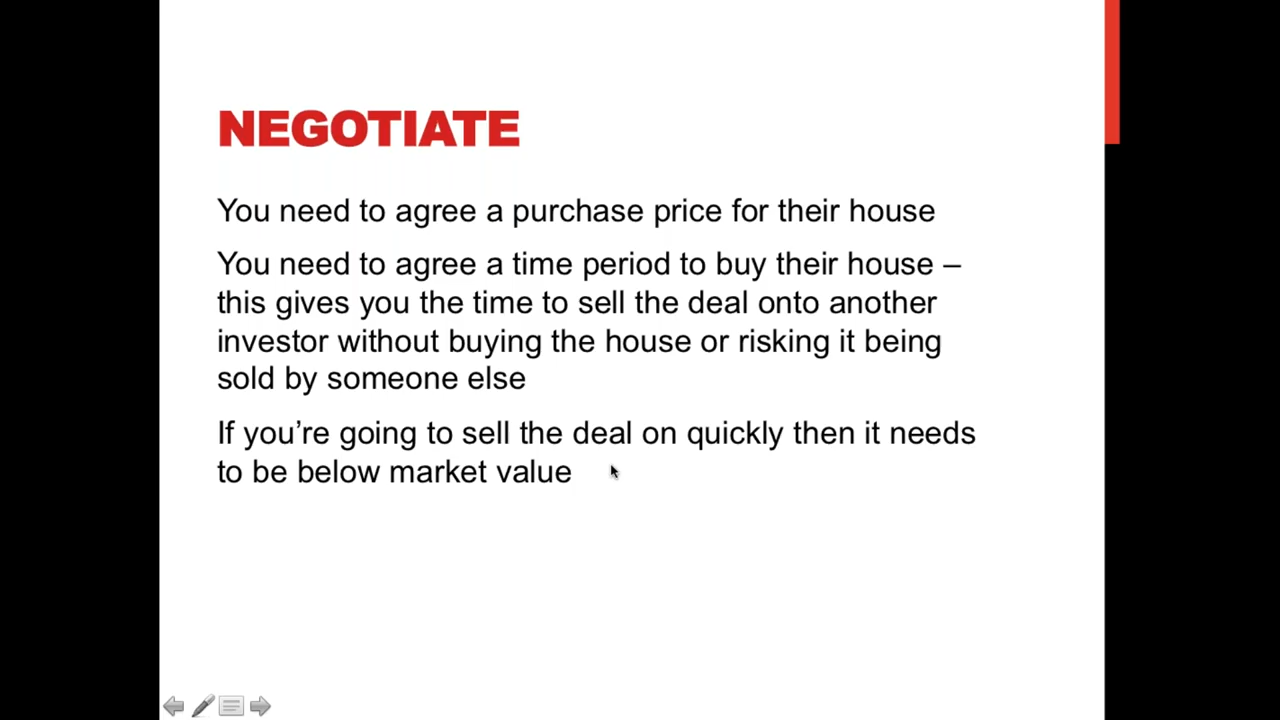 NEGOTIATE
You need to agree a purchase price for their house
You need to agree a time period to buy their house –
this gives you the time to sell the deal onto another
investor without buying the house or risking it being
sold by someone else
If you’re going to sell the deal on quickly then it needs
to be below market value